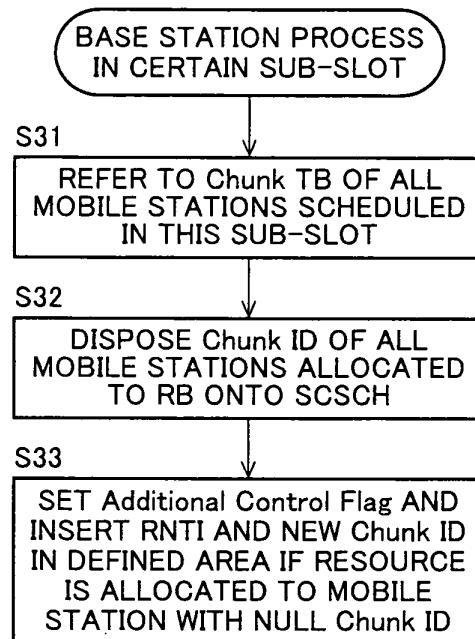 BASE STATION PROCESS
IN CERTAIN SUB-SLOT
S31
REFER TO Chunk TB OF ALL
MOBILE STATIONS SCHEDULED
IN THIS SUB-SLOT
S32
DISPOSE Chunk ID OF ALL
MOBILE STATIONS ALLOCATED
TO RB ONTO SCSCH
S33
SET Additional Control Flag AND
INSERT RNTI AND NEW Chunk ID
IN DEFINED AREA IF RESOURCE
IS ALLOCATED TO MOBILE
STATION WITH NULL Chunk ID